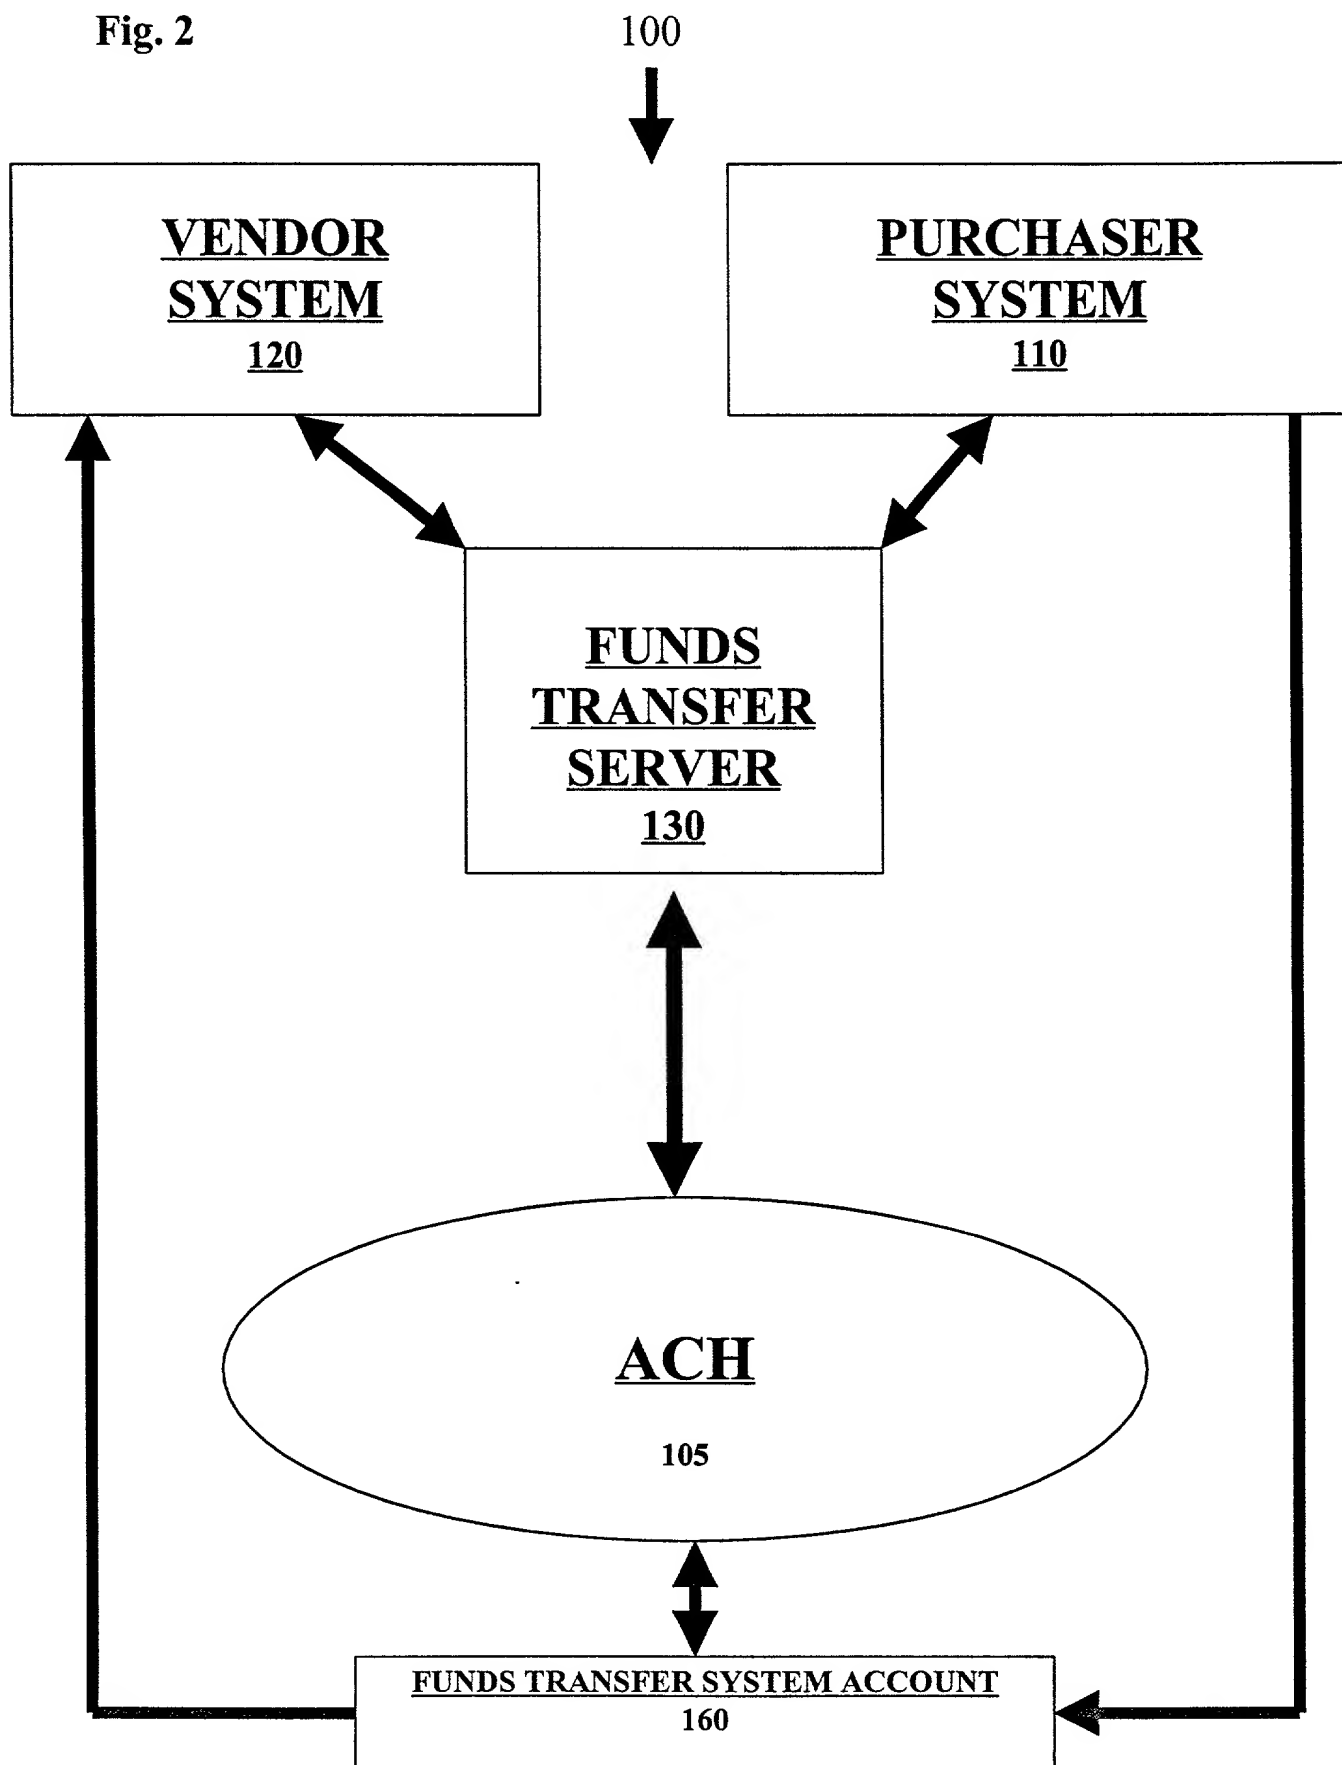 Fig. 2
100
VENDOR
SYSTEM
120
PURCHASER
SYSTEM
110
FUNDS
TRANSFER
SERVER
130
ACH
105
FUNDS TRANSFER SYSTEM ACCOUNT
160